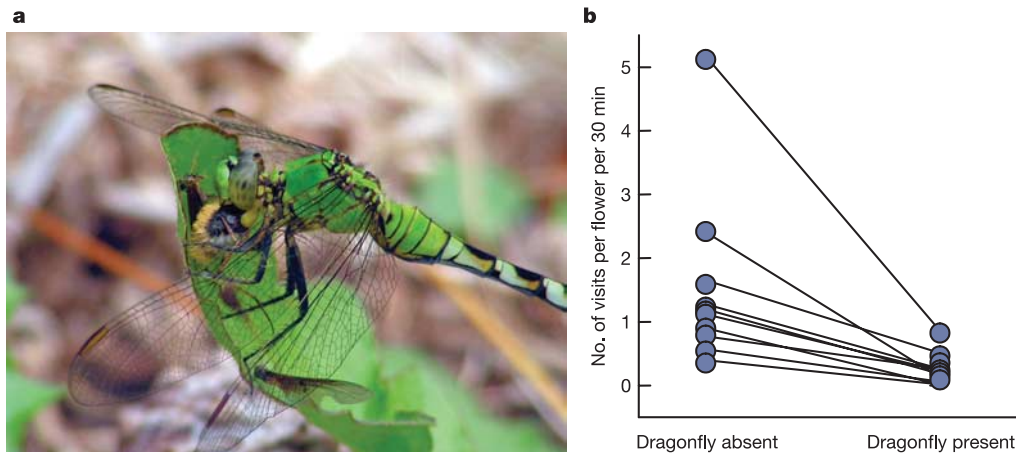 a
b
No. of visits per flower per 30 min
5
4
3
2
1
0
Dragonfly absent
Dragonfly present